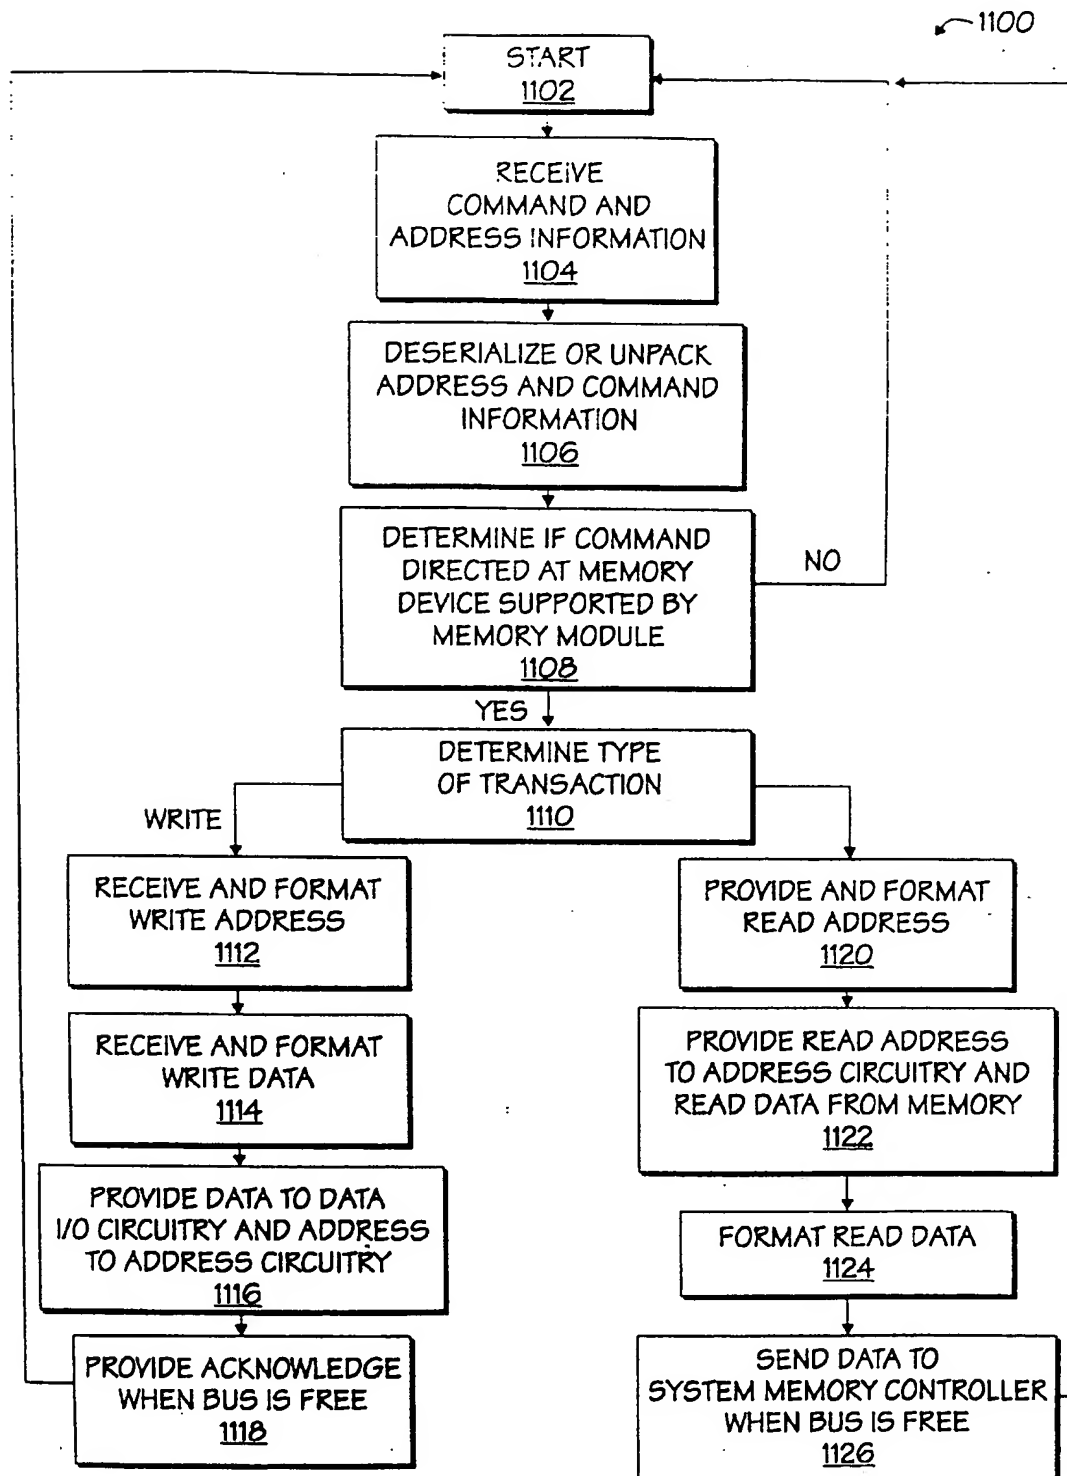 1100
START
1102
RECEIVE
COMMAND AND
ADDRESS INFORMATION
1104
DESERIALIZE OR UNPACK
ADDRESS AND COMMAND
INFORMATION
1106
DETERMINE IF COMMAND
DIRECTED AT MEMORY
DEVICE SUPPORTED BY
MEMORY MODULE
1108
NO
YES
DETERMINE TYPE
OF TRANSACTION
1110
WRITE
RECEIVE AND FORMAT
WRITE ADDRESS
1112
RECEIVE AND FORMAT
WRITE DATA
1114
PROVIDE DATA TO DATA
I/O CIRCUITRY AND ADDRESS
TO ADDRESS CIRCUITRY
1116
PROVIDE ACKNOWLEDGE
WHEN BUS IS FREE
1118
PROVIDE AND FORMAT
READ ADDRESS
1120
PROVIDE READ ADDRESS
TO ADDRESS CIRCUITRY AND
READ DATA FROM MEMORY
1122
FORMAT READ DATA
1124
SEND DATA TO
SYSTEM MEMORY CONTROLLER
WHEN BUS IS FREE
1126